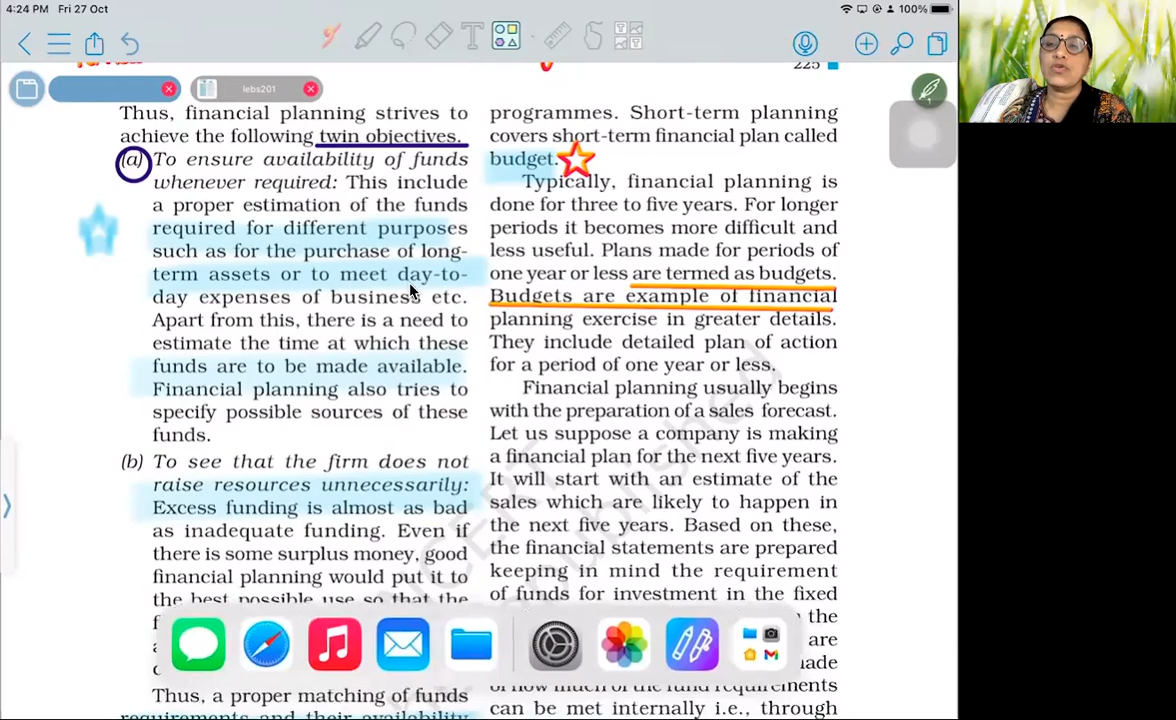 4:24 PM Fri 27 Oct
100%
225
lebs201
Thus, financial planning strives to
achieve the following twin objectives.
(a) To ensure availability of funds
whenever required: This include
a proper estimation of the funds
required for different purposes
such as for the purchase of long-
term assets or to meet day-to-
day expenses of business etc.
Apart from this, there is a need to
estimate the time at which these
funds are to be made available.
Financial planning also tries to
specify possible sources of these
funds.
(b) To see that the firm does not
raise resources unnecessarily:
Excess funding is almost as bad
as inadequate funding. Even if
there is some surplus money, good
financial planning would put it to
the best possible use so that the
Thus, a proper matching of funds
requirements and their availability
programmes. Short-term planning
covers short-term financial plan called
budget.
Typically, financial planning is
done for three to five years. For longer
periods it becomes more difficult and
less useful. Plans made for periods of
one year or less are termed as budgets.
Budgets are example of financial
planning exercise in greater details.
They include detailed plan of action
for a period of one year or less.
Financial planning usually begins
with the preparation of a sales forecast.
Let us suppose a company is making
a financial plan for the next five years.
It will start with an estimate of the
sales which are likely to happen in
the next five years. Based on these,
the financial statements are prepared
keeping in mind the requirement
of funds for investment in the fixed
the
are
of how much of the fund requirements
can be met internally i.e., through